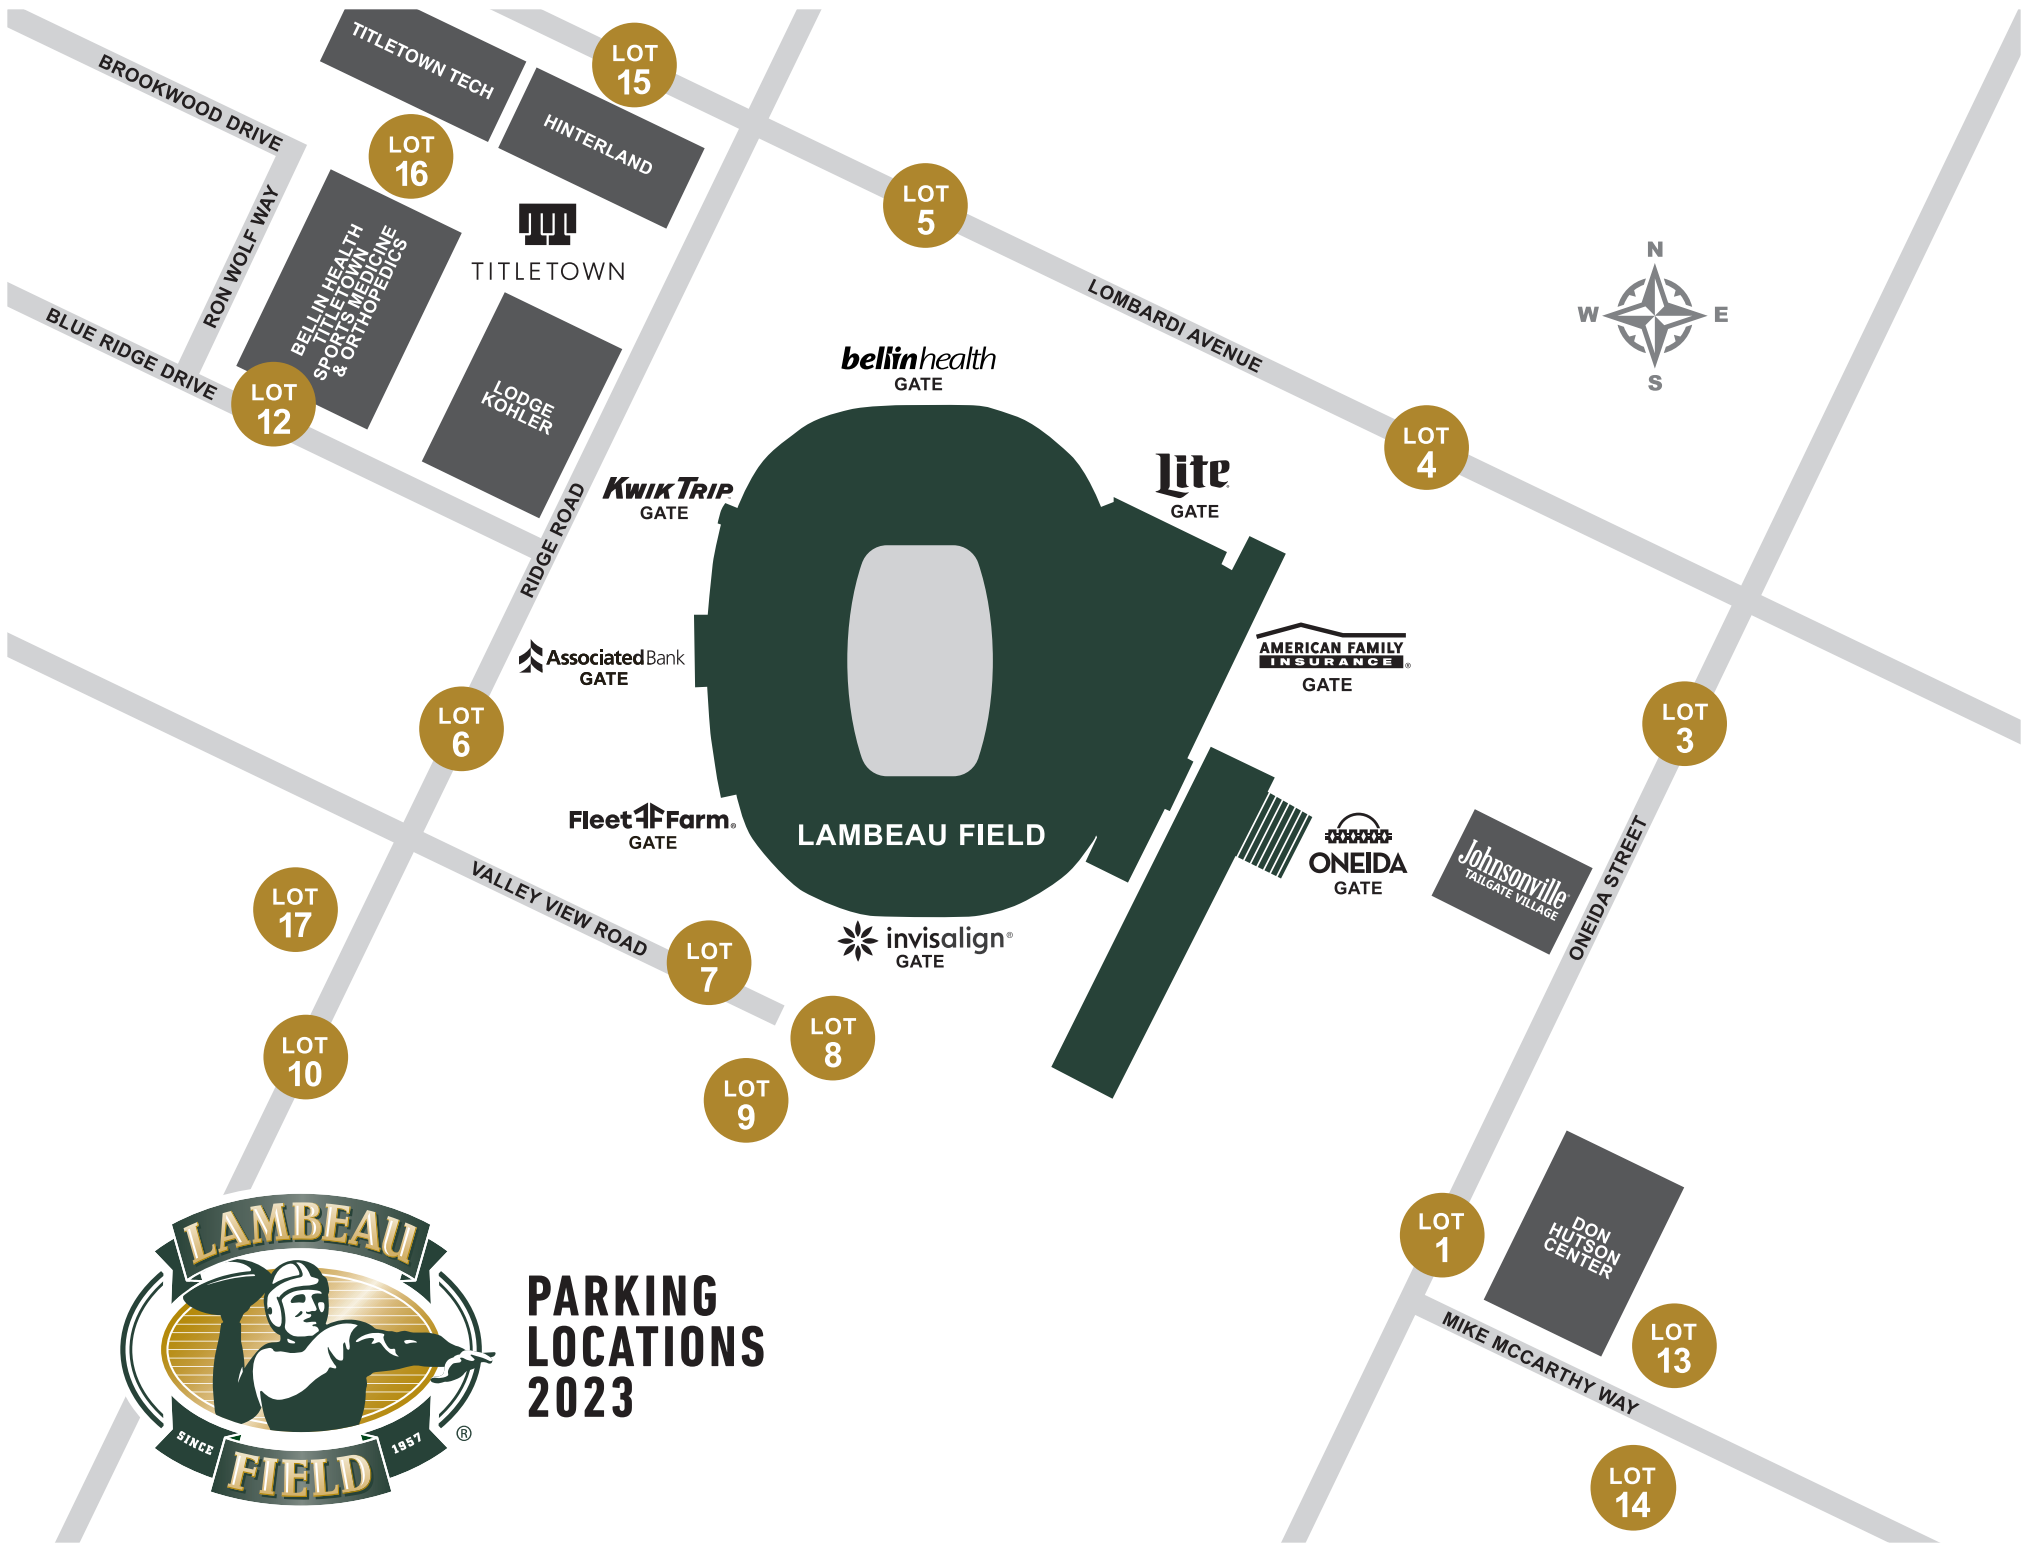 TITLETOWN TECH
LOT
15
BROOKWOOD DRIVE
HINTERLAND
LOT
16
RON WOLF WAY
BELLIN HEALTH
TITLETOWN
SPORTS MEDICINE
& ORTHOPEDICS
TITLETOWN
LOT
5
N
W E
S
LOMBARDI AVENUE
BLUE RIDGE DRIVE
LOT
12
LODGE
KOHLER
bellinhealth
GATE
LOT
4
Lite
GATE
KWIK TRIP
GATE
RIDGE ROAD
AssociatedBank
GATE
AMERICAN FAMILY
INSURANCE®
GATE
LOT
6
LOT
3
FleetFarm®
GATE
LAMBEAU FIELD
ONEIDA
GATE
Johnsonville®
TAILGATE VILLAGE
ONEIDA STREET
LOT
17
VALLEY VIEW ROAD
LOT
7
invisalign®
GATE
LOT
8
LOT
10
LOT
9
LOT
1
DON
HUTSON
CENTER
LOT
13
MIKE MCCARTHY WAY
LOT
14
LAMBEAU
FIELD
SINCE 1957
®
PARKING
LOCATIONS
2023